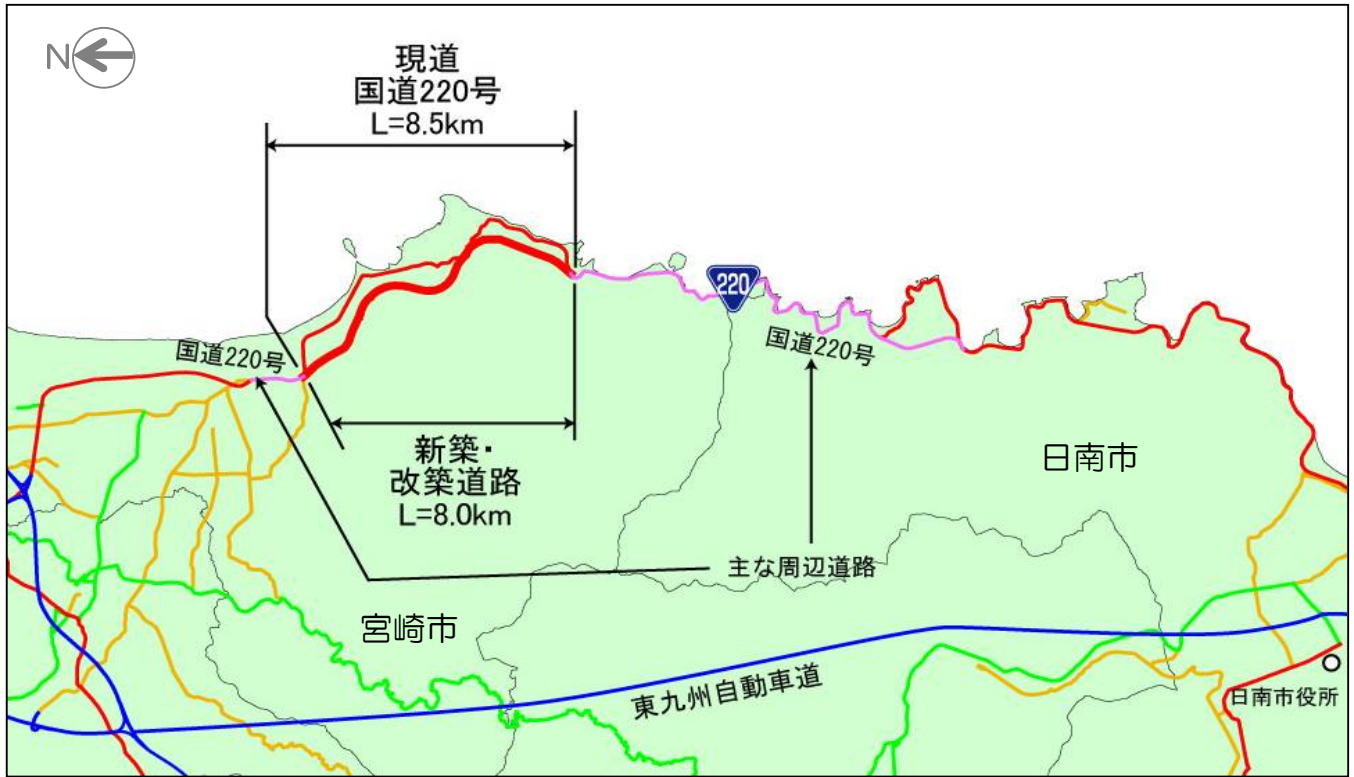 N
現道
国道220号
L=8.5km
220
国道220号
国道220号
新築・
改築道路
L=8.0km
日南市
主な周辺道路
宮崎市
東九州自動車道
日南市役所